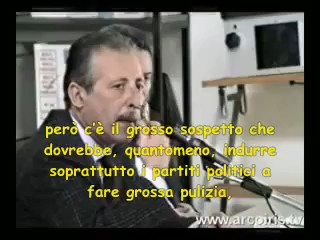 però c'è il grosso sospetto che
dovrebbe, quantomeno, indurre
soprattutto i partiti politici a
fare grossa pulizia,
www.arcoiris.tv